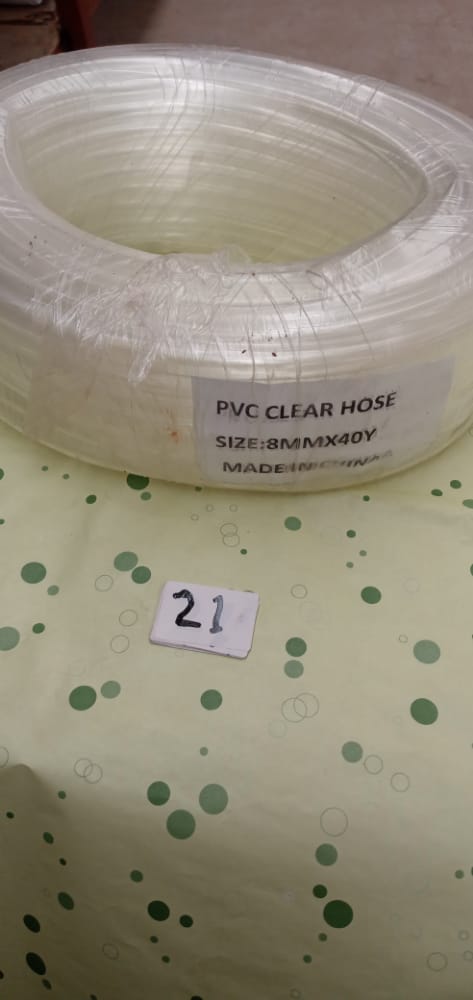 PVC CLEAR HOSE
SIZE:8MMX40Y
MADE IN CHINA
21